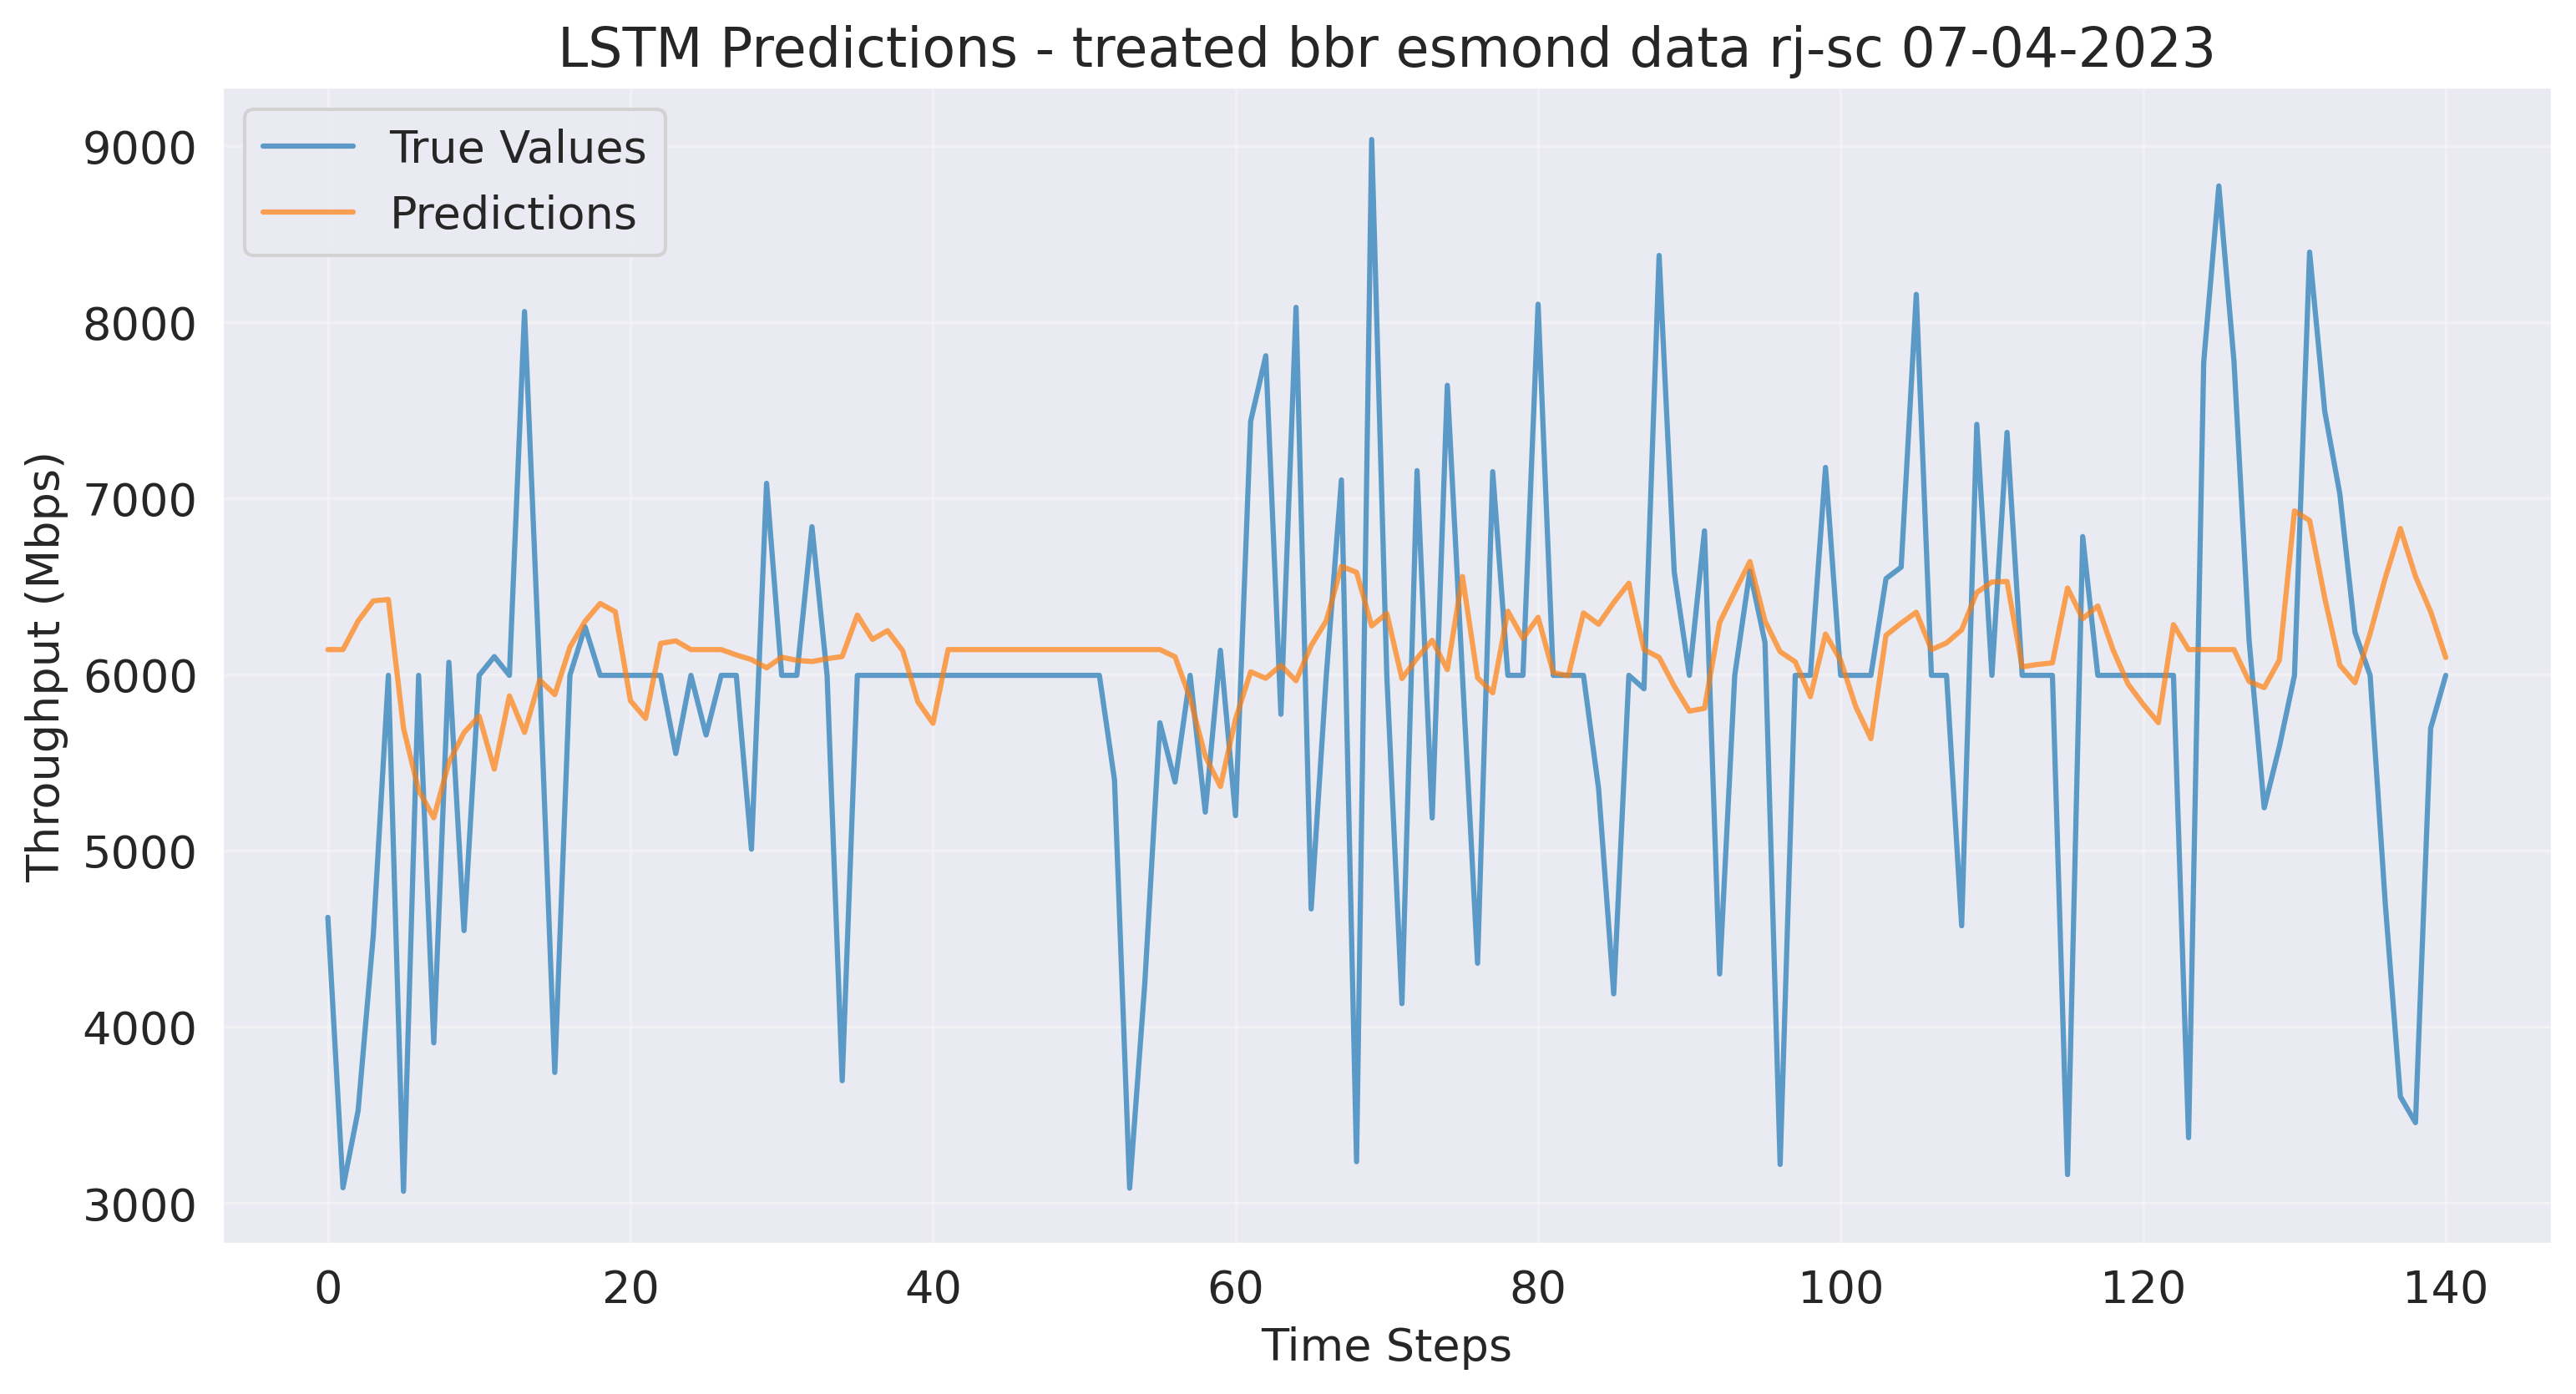 LSTM Predictions - treated bbr esmond data rj-sc 07-04-2023
True Values
Predictions
Throughput (Mbps)
9000
8000
7000
6000
5000
4000
3000
0 20 40 60 80 100 120 140
Time Steps